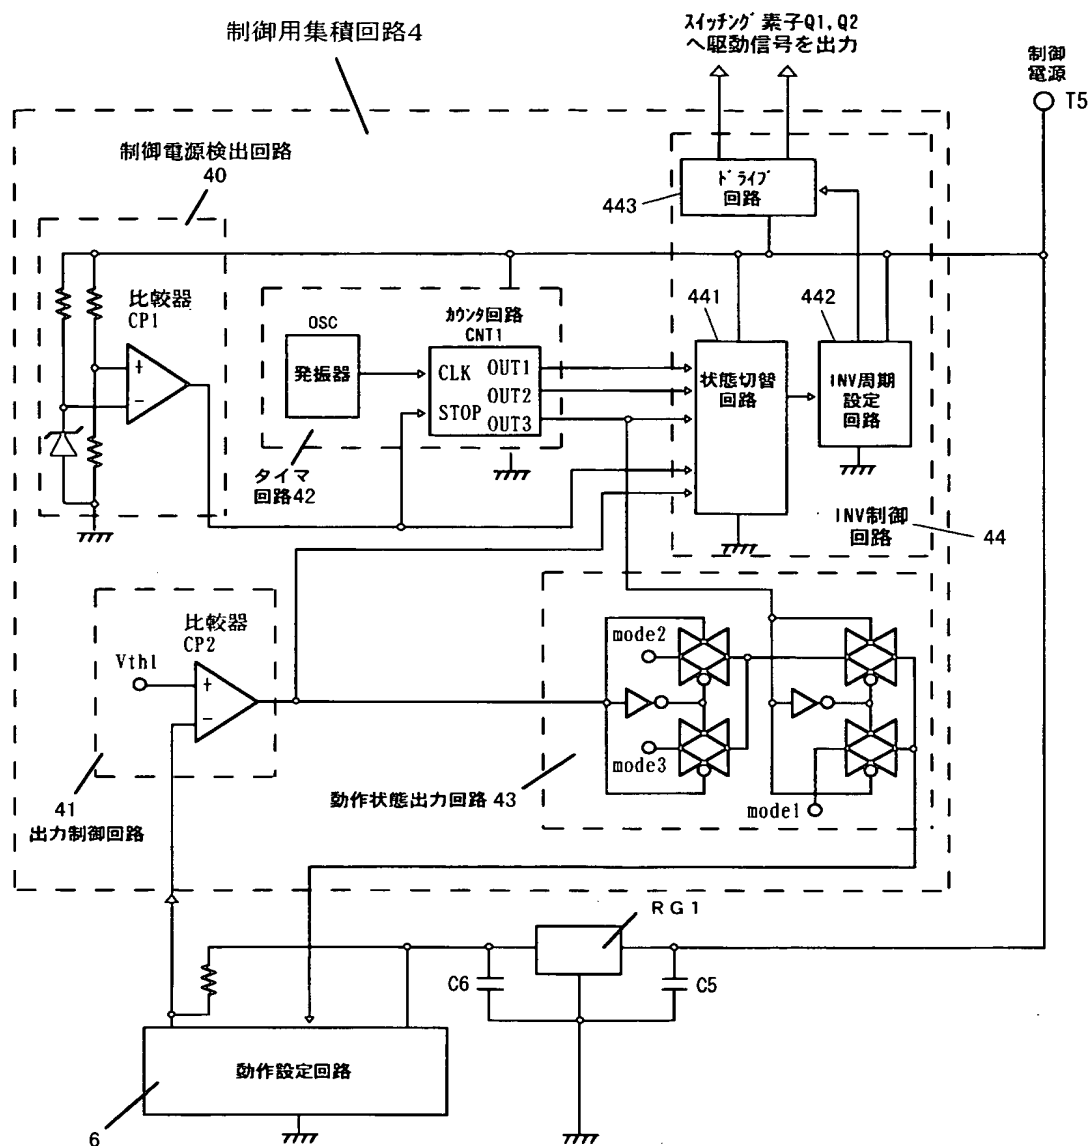 制御用集積回路4
スイッチング 素子Q1,Q2
へ駆動信号を出力
制御
電源
T5
制御電源検出回路
40
ドライブ
回路
443
比較器
CP1
+
-
OSC
発振器
カウンタ回路
CNT1
CLK
STOP
OUT1
OUT2
OUT3
タイマ
回路42
441
状態切替
回路
442
INV周期
設定
回路
INV制御
回路
44
比較器
CP2
Vth1
+
-
41
出力制御回路
mode2
mode3
mode1
動作状態出力回路 43
RG1
C6
C5
動作設定回路
6